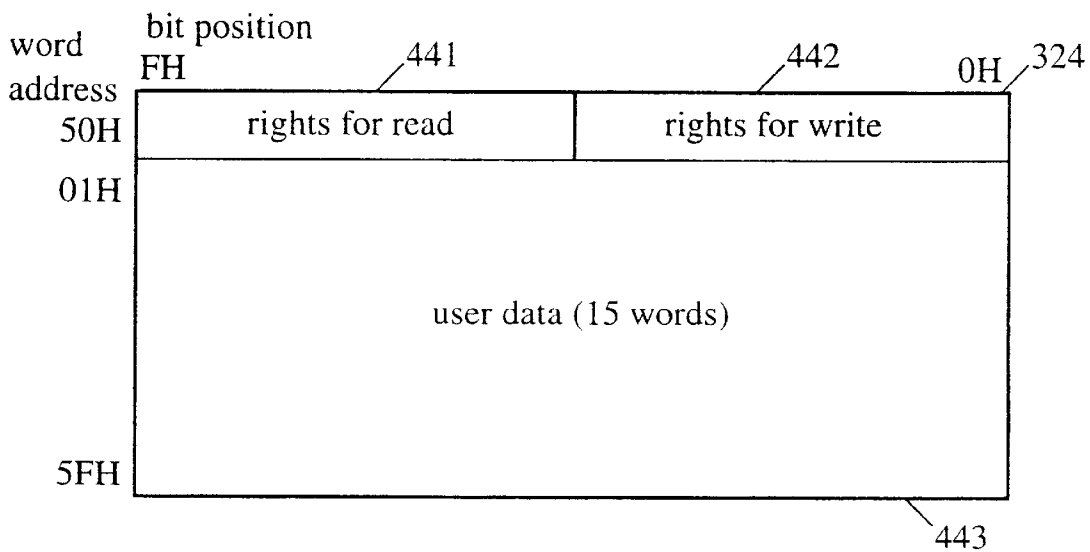 bit position
word
address
FH
441
442
0H
324
50H
rights for read
rights for write
01H
user data (15 words)
5FH
443